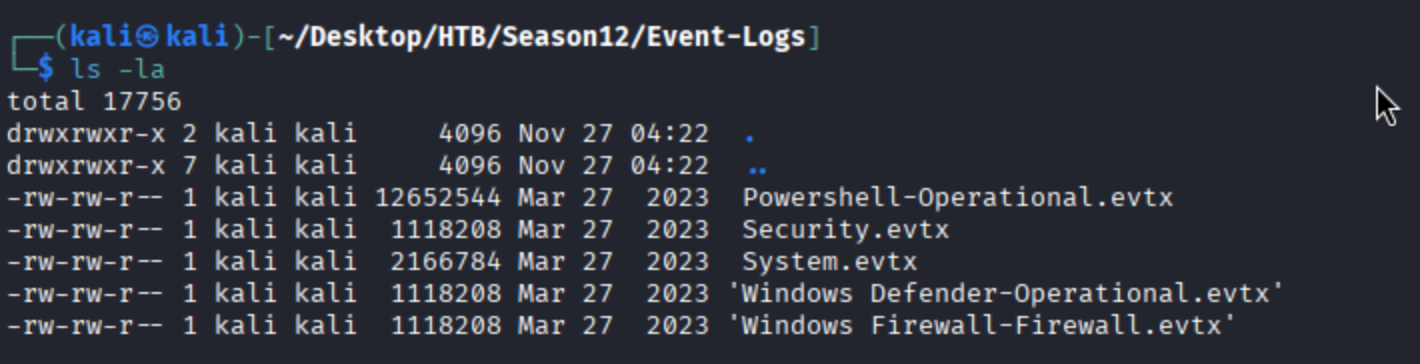 ┌──(kali㉿kali)-[~/Desktop/HTB/Season12/Event-Logs]
└─$ ls -la
total 17756
drwxrwxr-x 2 kali kali     4096 Nov 27 04:22  .
drwxrwxr-x 7 kali kali     4096 Nov 27 04:22  ..
-rw-rw-r-- 1 kali kali 12652544 Mar 27  2023  Powershell-Operational.evtx
-rw-rw-r-- 1 kali kali  1118208 Mar 27  2023  Security.evtx
-rw-rw-r-- 1 kali kali  2166784 Mar 27  2023  System.evtx
-rw-rw-r-- 1 kali kali  1118208 Mar 27  2023 'Windows Defender-Operational.evtx'
-rw-rw-r-- 1 kali kali  1118208 Mar 27  2023 'Windows Firewall-Firewall.evtx'